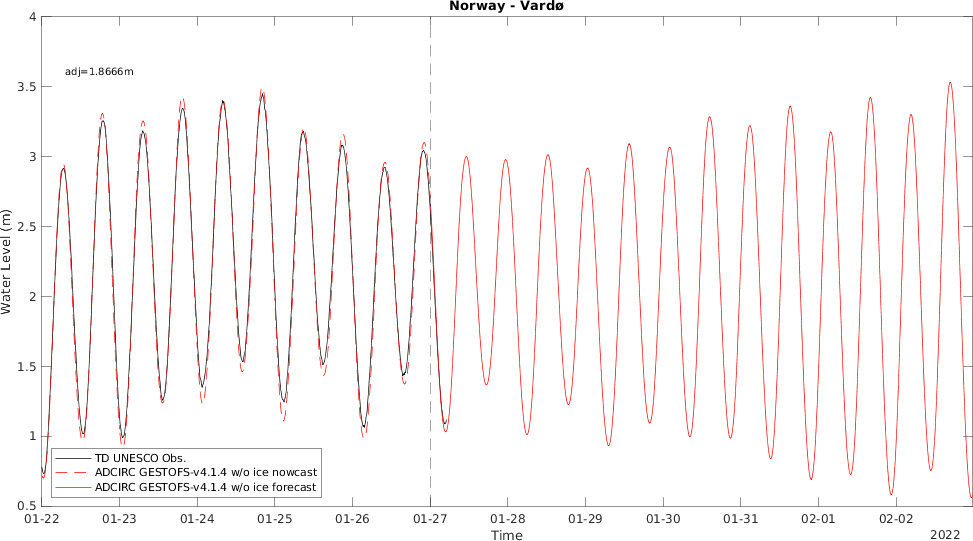 Norway - Vardø
4
adj=1.8666m
3.5
3
2.5
Water Level (m)
2
1.5
1
TD UNESCO Obs.
ADCIRC GESTOFS-v4.1.4 w/o ice nowcast
ADCIRC GESTOFS-v4.1.4 w/o ice forecast
0.5
01-22 01-23 01-24 01-25 01-26 01-27 01-28 01-29 01-30 01-31 02-01 02-02
Time
2022